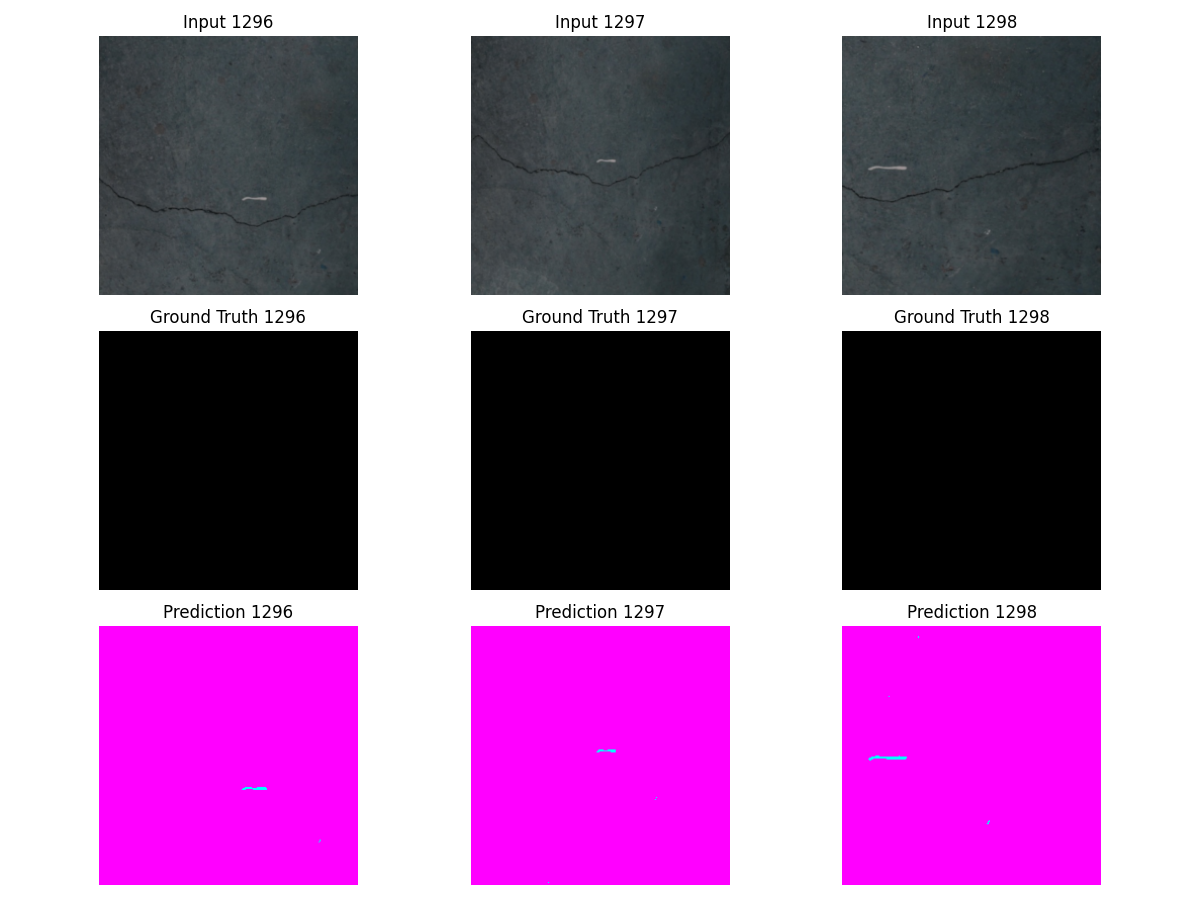 Input 1296
Input 1297
Input 1298
Ground Truth 1296
Ground Truth 1297
Ground Truth 1298
Prediction 1296
Prediction 1297
Prediction 1298